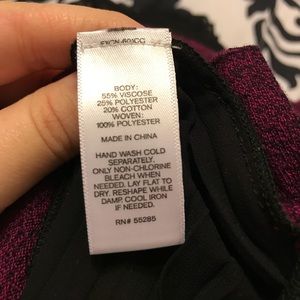 BODY:
55% VISCOSE
25% POLYESTER
20% COTTON
WOVEN:
100% POLYESTER
MADE IN CHINA
HAND WASH COLD
SEPARATELY.
ONLY NON-CHLORINE
BLEACH WHEN
NEEDED. LAY FLAT TO
DRY. RESHAPE WHILE
DAMP. COOL IRON
IF NEEDED.
RN# 55285